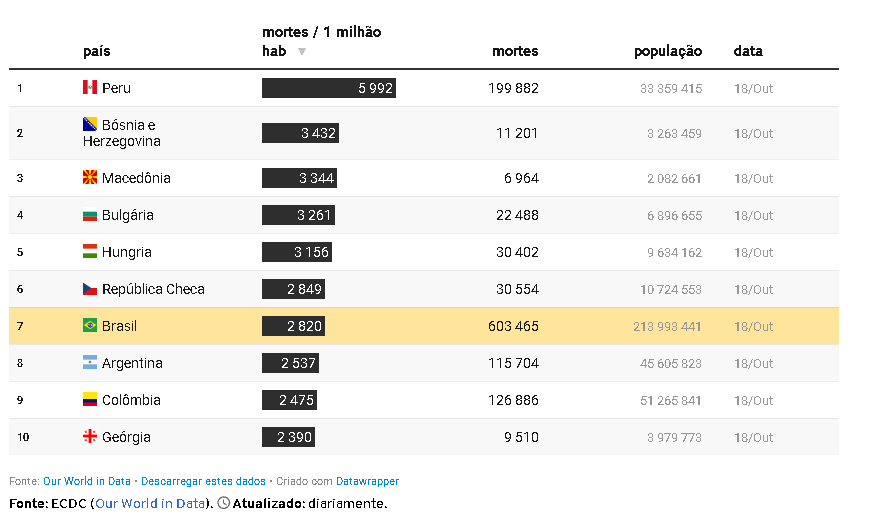 país mortes / 1 milhão hab ▼ mortes população data
1 Peru 5 992 199 882 33 359 415 18/Out
2 Bósnia e Herzegovina 3 432 11 201 3 263 459 18/Out
3 Macedônia 3 344 6 964 2 082 661 18/Out
4 Bulgária 3 261 22 488 6 896 655 18/Out
5 Hungria 3 156 30 402 9 634 162 18/Out
6 República Checa 2 849 30 554 10 724 553 18/Out
7 Brasil 2 820 603 465 213 993 441 18/Out
8 Argentina 2 537 115 704 45 605 823 18/Out
9 Colômbia 2 475 126 886 51 265 841 18/Out
10 Geórgia 2 390 9 510 3 979 773 18/Out
Fonte: Our World in Data • Descarregar estes dados • Criado com Datawrapper
Fonte: ECDC (Our World in Data). Atualizado: diariamente.